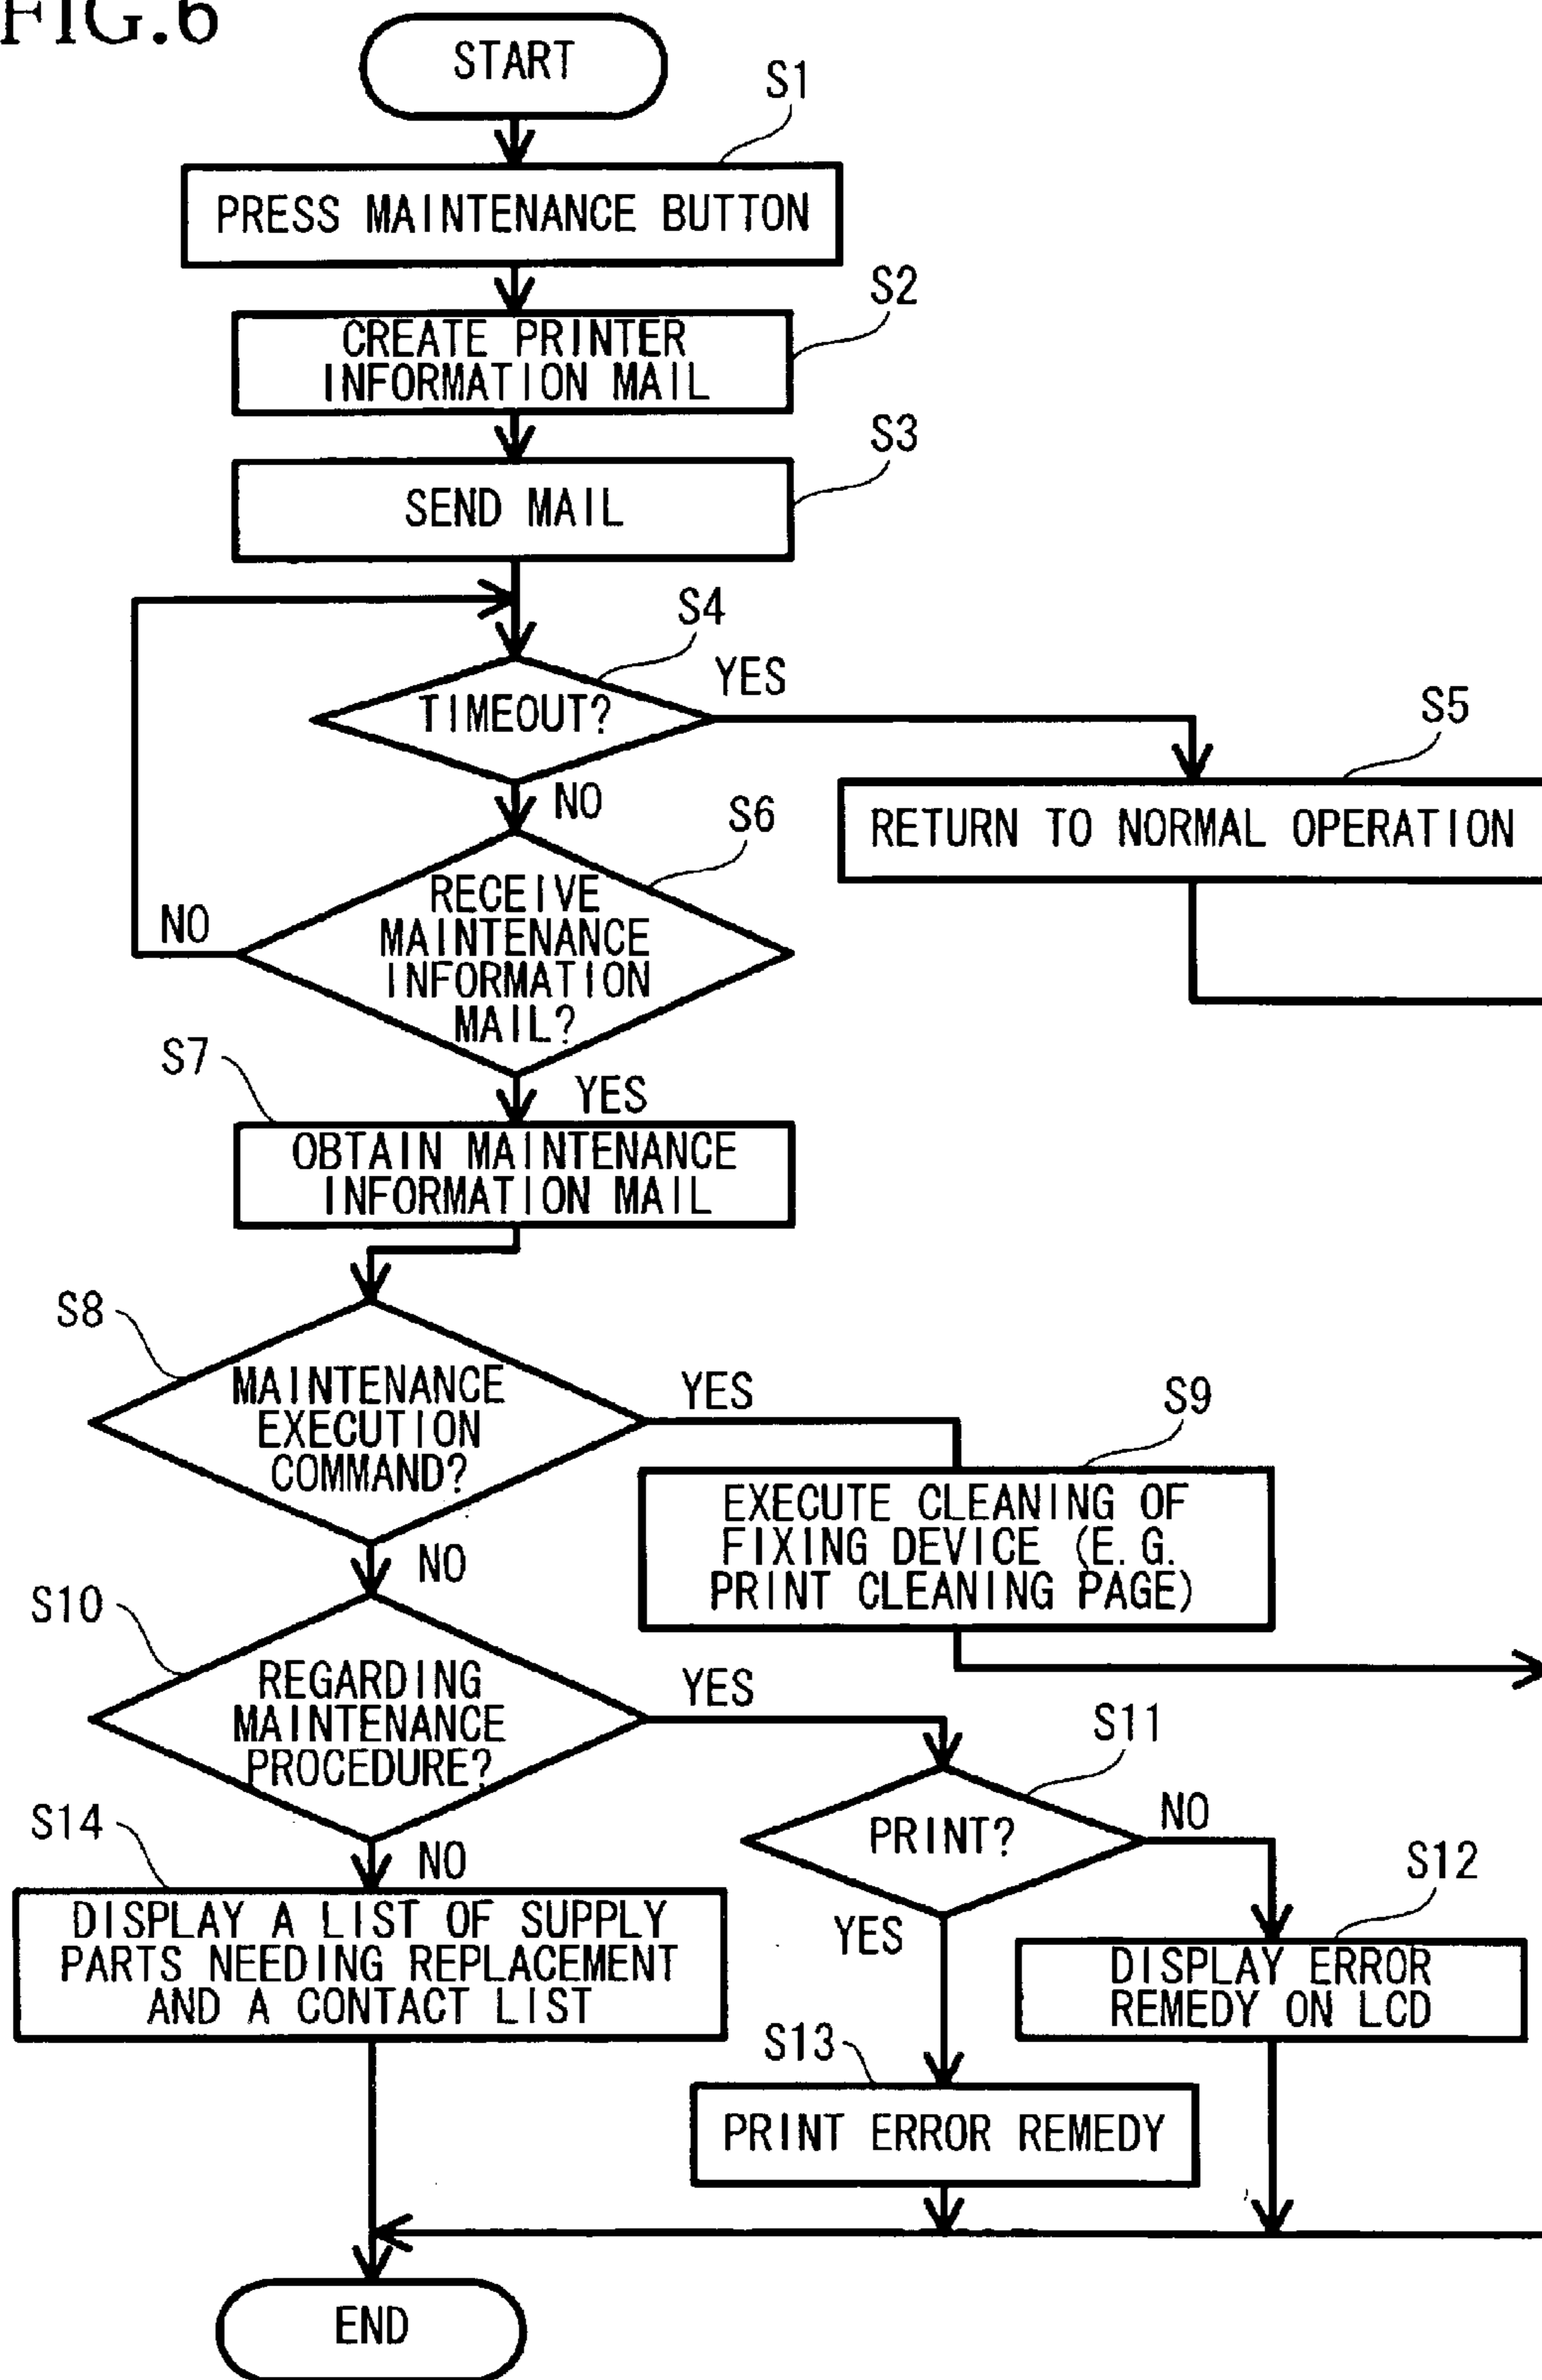 FIG.6
START
S1
PRESS MAINTENANCE BUTTON
S2
CREATE PRINTER
INFORMATION MAIL
S3
SEND MAIL
S4
TIMEOUT?
YES
S5
RETURN TO NORMAL OPERATION
NO
S6
RECEIVE
MAINTENANCE
INFORMATION
MAIL?
NO
YES
S7
OBTAIN MAINTENANCE
INFORMATION MAIL
S8
MAINTENANCE
EXECUTION
COMMAND?
YES
S9
EXECUTE CLEANING OF
FIXING DEVICE (E.G.
PRINT CLEANING PAGE)
NO
S10
REGARDING
MAINTENANCE
PROCEDURE?
YES
S11
PRINT?
NO
S12
DISPLAY ERROR
REMEDY ON LCD
YES
S13
PRINT ERROR REMEDY
NO
S14
DISPLAY A LIST OF SUPPLY
PARTS NEEDING REPLACEMENT
AND A CONTACT LIST
END